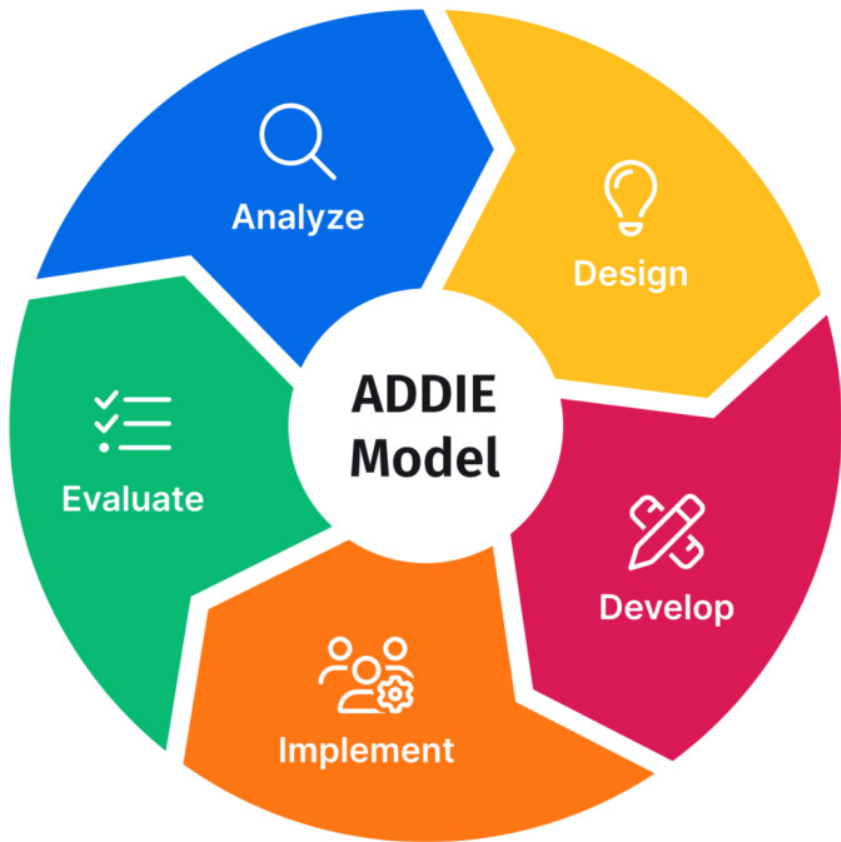 Analyze
Design
Develop
Implement
Evaluate
ADDIE
Model